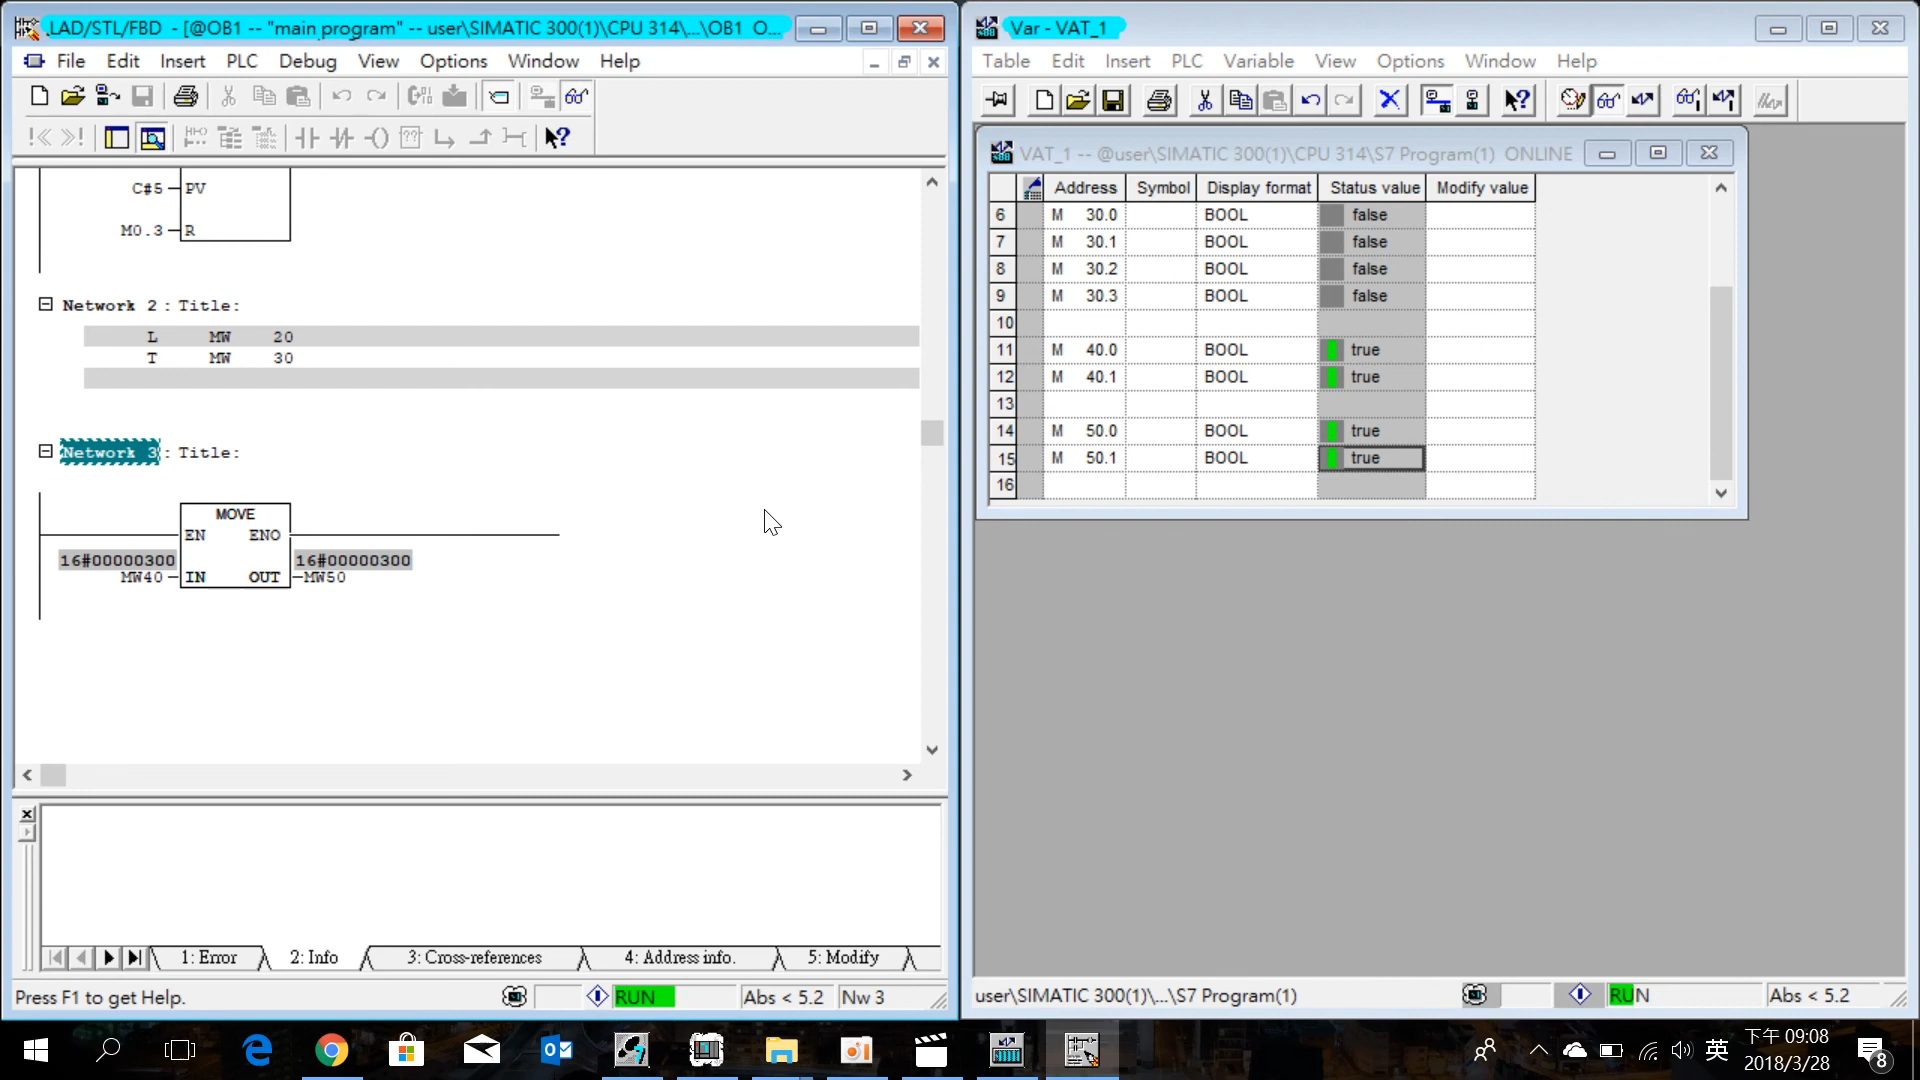 LAD/STL/FBD - [@OB1 -- "main program" -- user\SIMATIC 300(1)\CPU 314\...\OB1 O...
File Edit Insert PLC Debug View Options Window Help
C#5 PV
M0.3 R
Network 2 : Title:
L MW 20
T MW 30
Network 3 : Title:
MOVE
EN ENO
16#00000300 16#00000300
MW40 IN OUT MW50
1: Error 2: Info 3: Cross-references 4: Address info. 5: Modify
Press F1 to get Help. RUN Abs < 5.2 Nw 3
Var - VAT_1
Table Edit Insert PLC Variable View Options Window Help
VAT_1 -- @user\SIMATIC 300(1)\CPU 314\S7 Program(1) ONLINE
Address Symbol Display format Status value Modify value
6 M 30.0 BOOL false
7 M 30.1 BOOL false
8 M 30.2 BOOL false
9 M 30.3 BOOL false
10
11 M 40.0 BOOL true
12 M 40.1 BOOL true
13
14 M 50.0 BOOL true
15 M 50.1 BOOL true
16
user\SIMATIC 300(1)\...\S7 Program(1) RUN Abs < 5.2
英 下午 09:08
2018/3/28
8